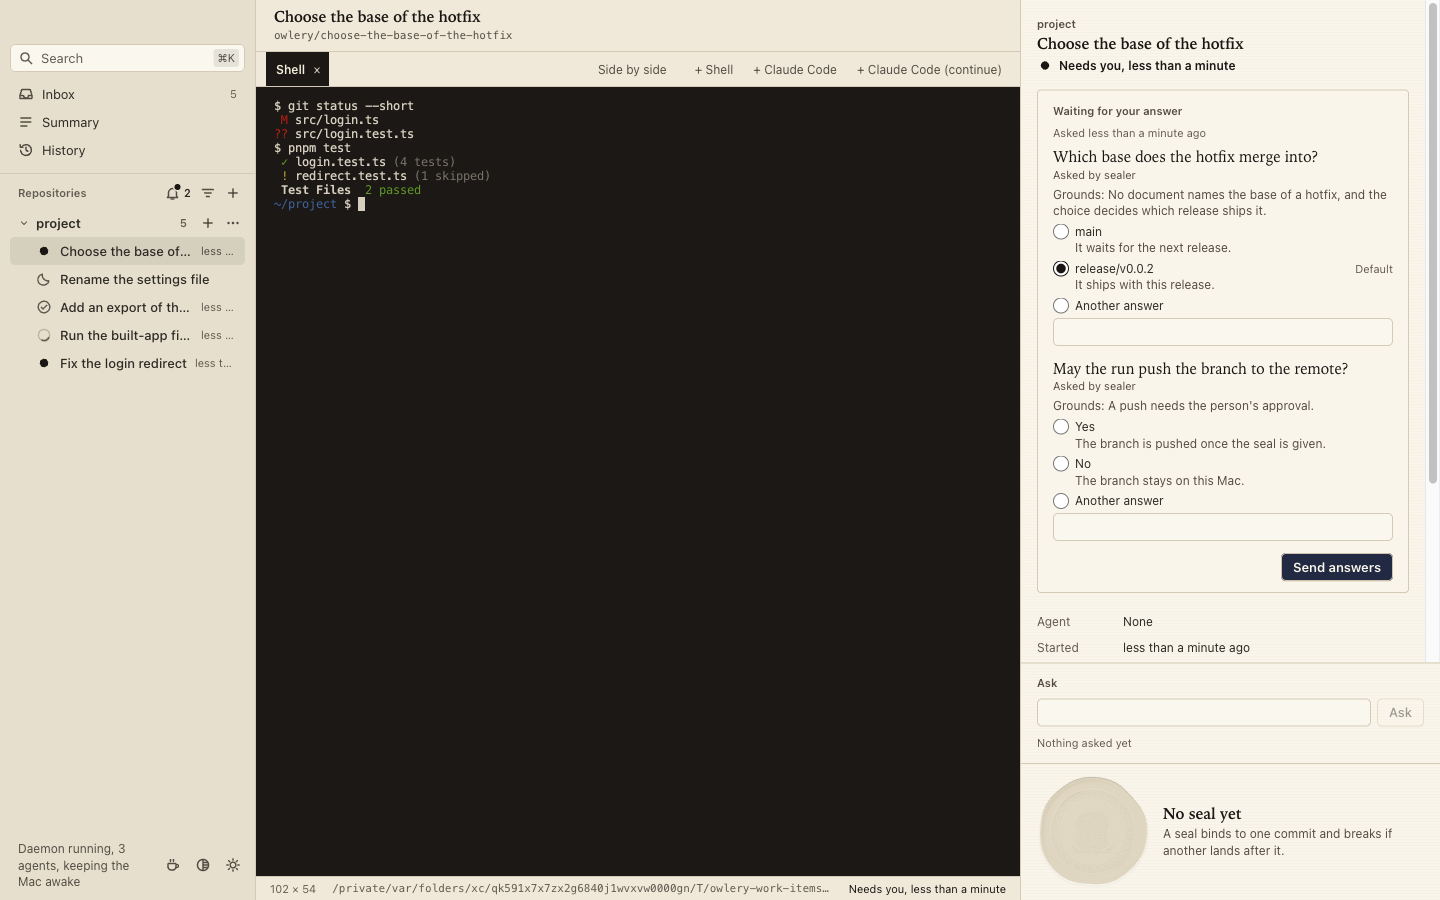 Search ⌘K
Inbox 5
Summary
History
Repositories 2
project 5
Choose the base of... less ...
Rename the settings file
Add an export of th... less ...
Run the built-app fi... less ...
Fix the login redirect less t...
Daemon running, 3
agents, keeping the
Mac awake
Choose the base of the hotfix
owlery/choose-the-base-of-the-hotfix
Shell × Side by side + Shell + Claude Code + Claude Code (continue)
$ git status --short
M src/login.ts
?? src/login.test.ts
$ pnpm test
✓ login.test.ts (4 tests)
! redirect.test.ts (1 skipped)
Test Files 2 passed
~/project $
102 × 54 /private/var/folders/xc/qk591x7x7zx2g6840j1wvxvw0000gn/T/owlery-work-items… Needs you, less than a minute
project
Choose the base of the hotfix
Needs you, less than a minute
Waiting for your answer
Asked less than a minute ago
Which base does the hotfix merge into?
Asked by sealer
Grounds: No document names the base of a hotfix, and the
choice decides which release ships it.
main
It waits for the next release.
release/v0.0.2 Default
It ships with this release.
Another answer
May the run push the branch to the remote?
Asked by sealer
Grounds: A push needs the person's approval.
Yes
The branch is pushed once the seal is given.
No
The branch stays on this Mac.
Another answer
Send answers
Agent None
Started less than a minute ago
Ask
Ask
Nothing asked yet
No seal yet
A seal binds to one commit and breaks if
another lands after it.